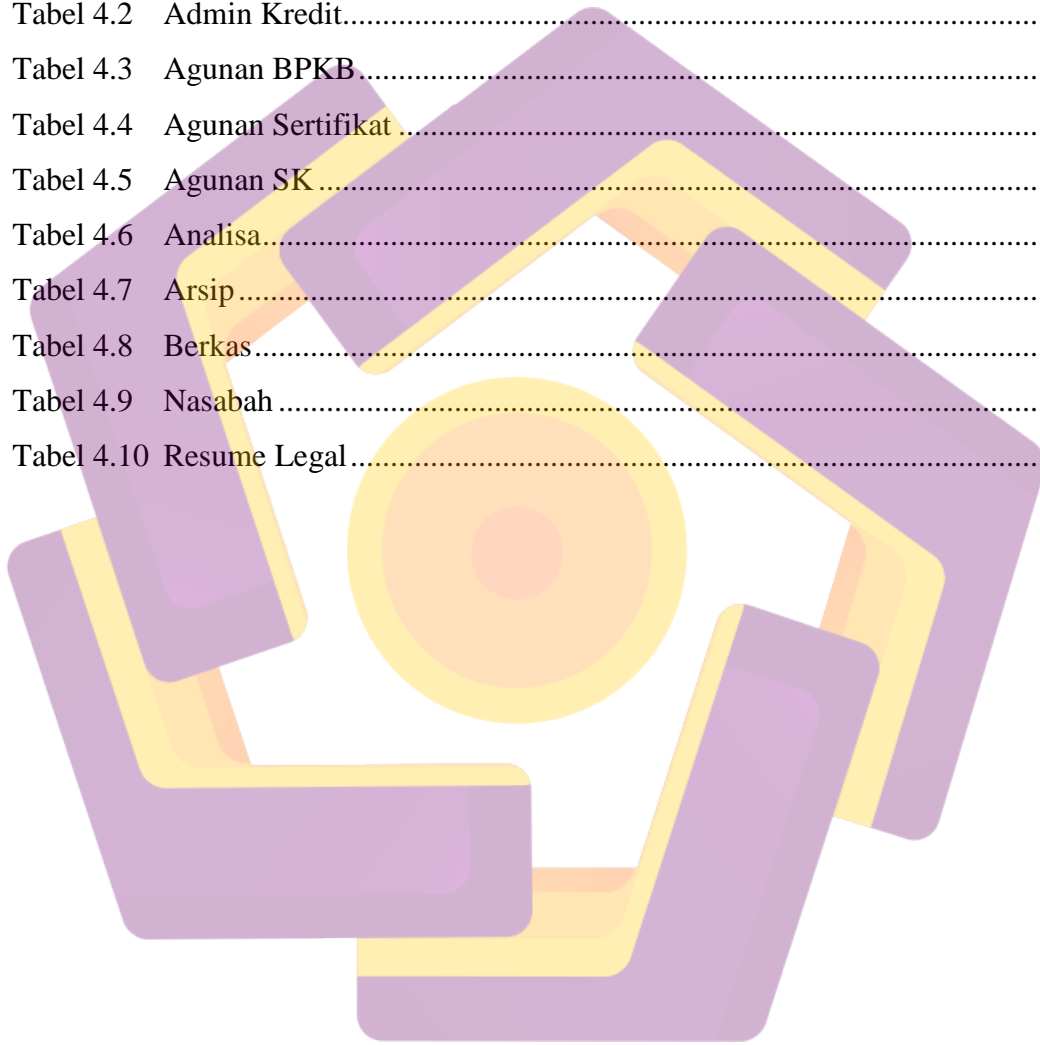 Tabel 4.2 Admin Kredit..............................................................................................
Tabel 4.3 Agunan BPKB............................................................................................
Tabel 4.4 Agunan Sertifikat.......................................................................................
Tabel 4.5 Agunan SK..................................................................................................
Tabel 4.6 Analisa.........................................................................................................
Tabel 4.7 Arsip............................................................................................................
Tabel 4.8 Berkas..........................................................................................................
Tabel 4.9 Nasabah.......................................................................................................
Tabel 4.10 Resume Legal............................................................................................